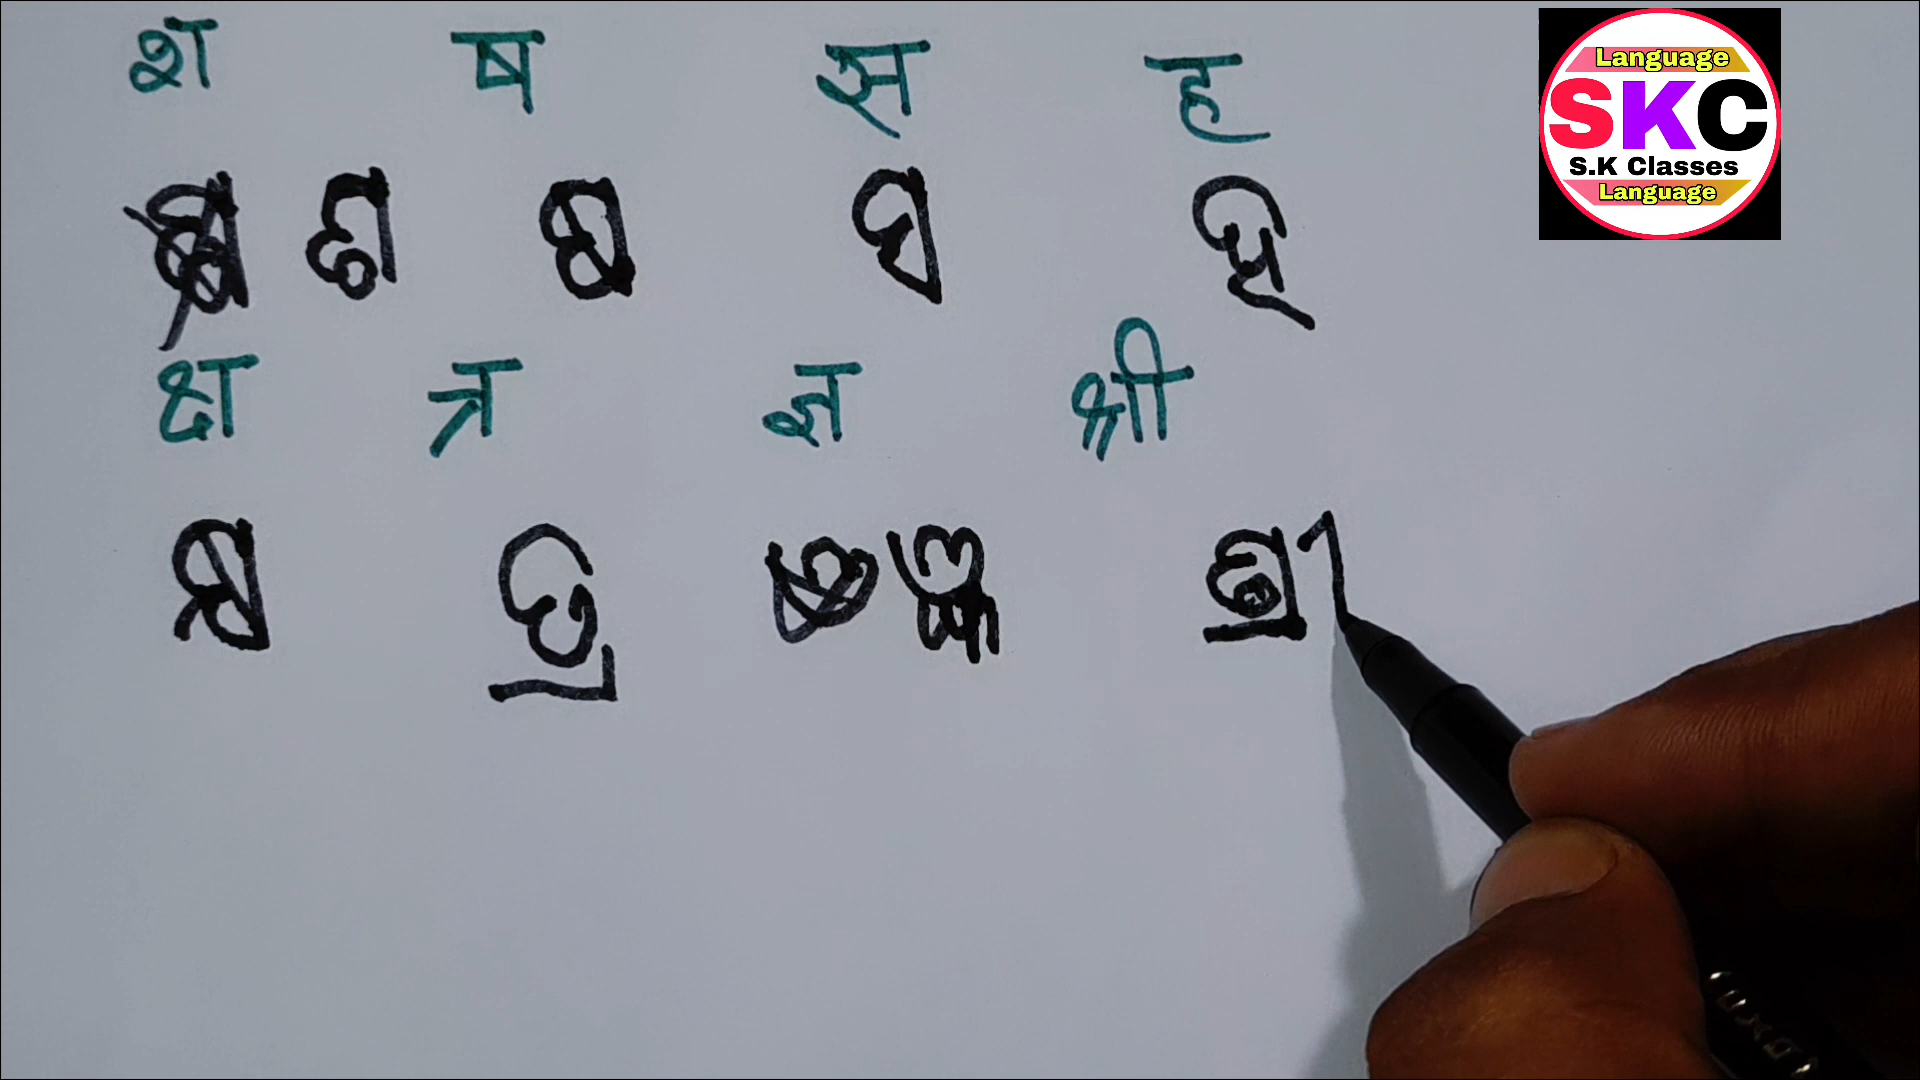 श ष स ह
ଶ ଷ ସ ହ
क्ष त्र ज्ञ श्री
କ୍ଷ ତ୍ର ଜ୍ଞ ଶ୍ରୀ
Language
SKC
S.K Classes
Language